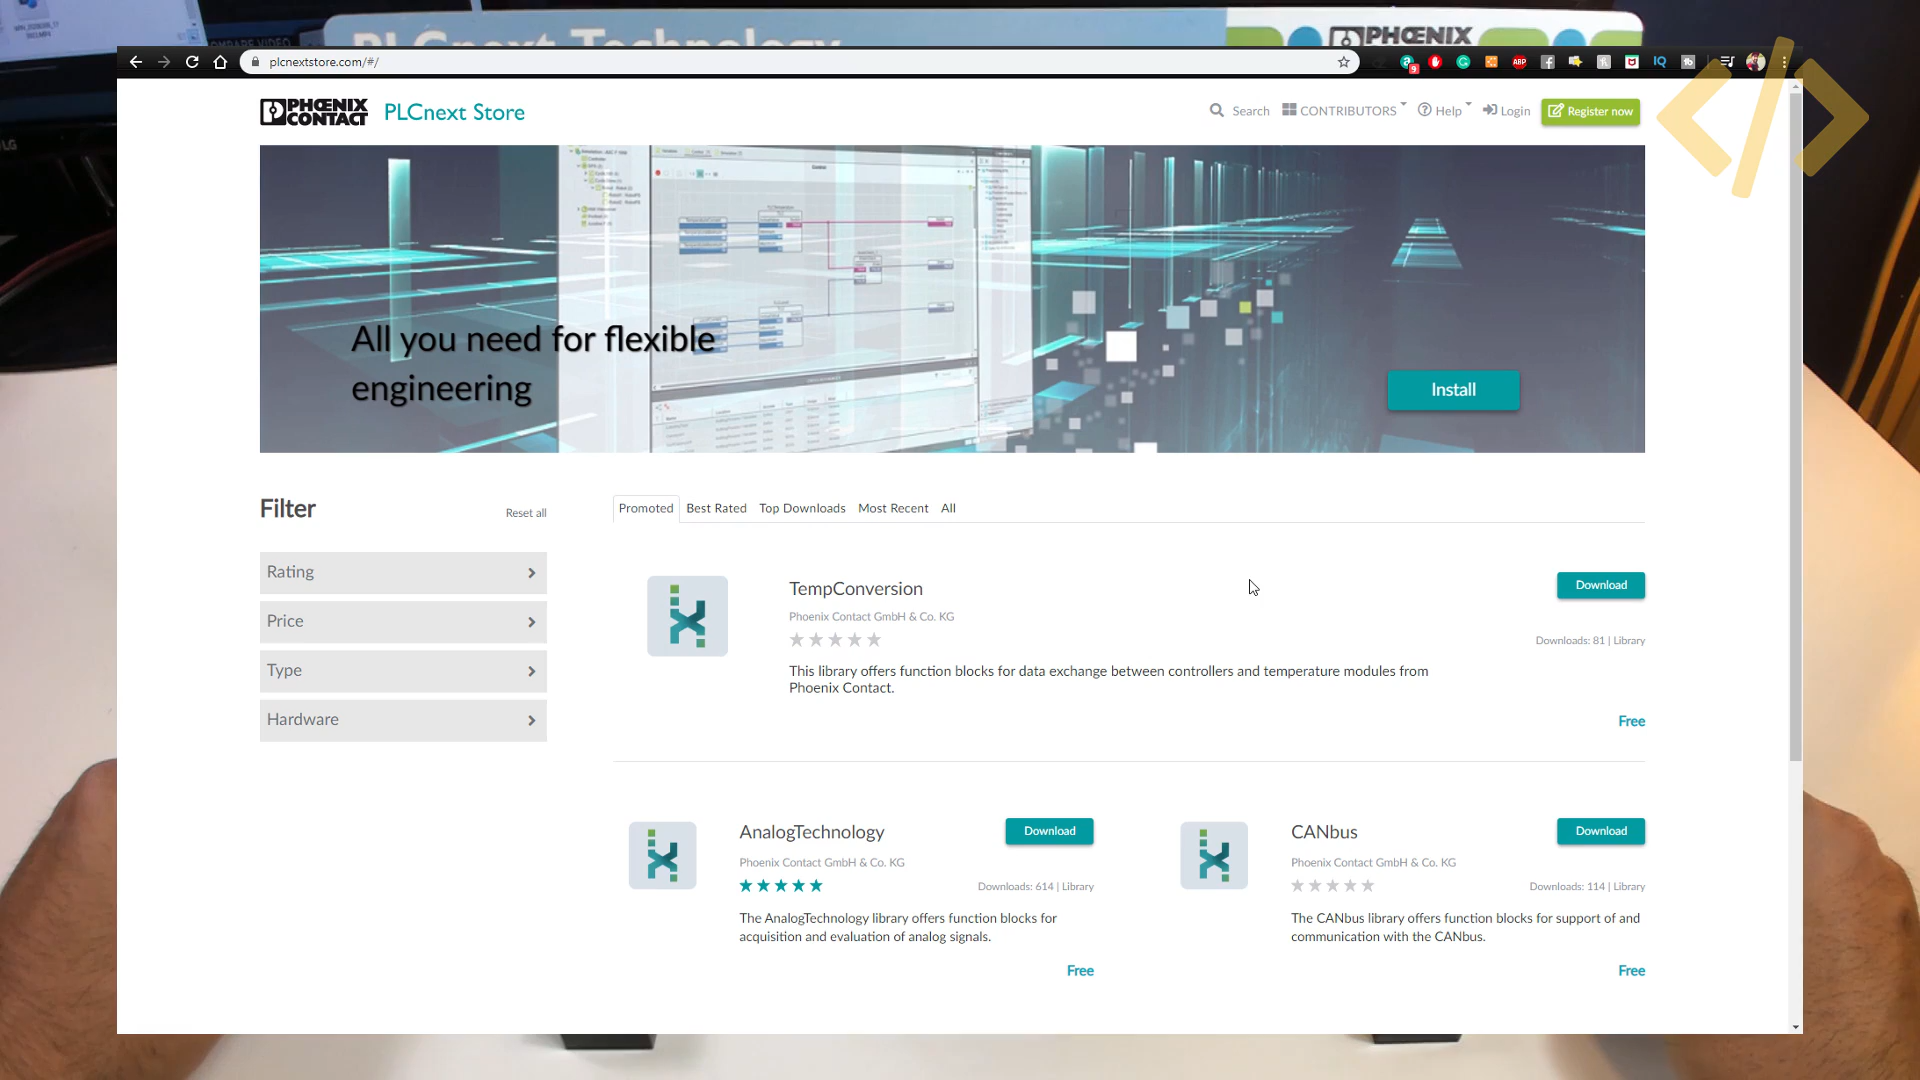 PLCnext Technology
PHŒNIX
plcnextstore.com/#/
PHŒNIX
CONTACT
PLCnext Store
Search
CONTRIBUTORS
Help
Login
Register now
All you need for flexible
engineering
Install
Filter
Reset all
Rating
Price
Type
Hardware
Promoted
Best Rated
Top Downloads
Most Recent
All
TempConversion
Download
Phoenix Contact GmbH & Co. KG
Downloads: 81 | Library
This library offers function blocks for data exchange between controllers and temperature modules from
Phoenix Contact.
Free
AnalogTechnology
Download
Phoenix Contact GmbH & Co. KG
Downloads: 614 | Library
The AnalogTechnology library offers function blocks for
acquisition and evaluation of analog signals.
Free
CANbus
Download
Phoenix Contact GmbH & Co. KG
Downloads: 114 | Library
The CANbus library offers function blocks for support of and
communication with the CANbus.
Free